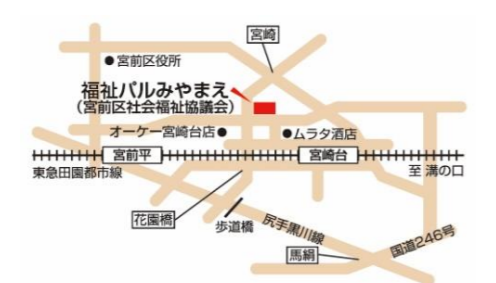 宮崎
●宮前区役所
福祉パルみやまえ
(宮前区社会福祉協議会)
オーケー宮崎台店●
●ムラタ酒店
宮前平
宮崎台
東急田園都市線
至 溝の口
花園橋
歩道橋
尻手黒川線
国道246号
馬絹